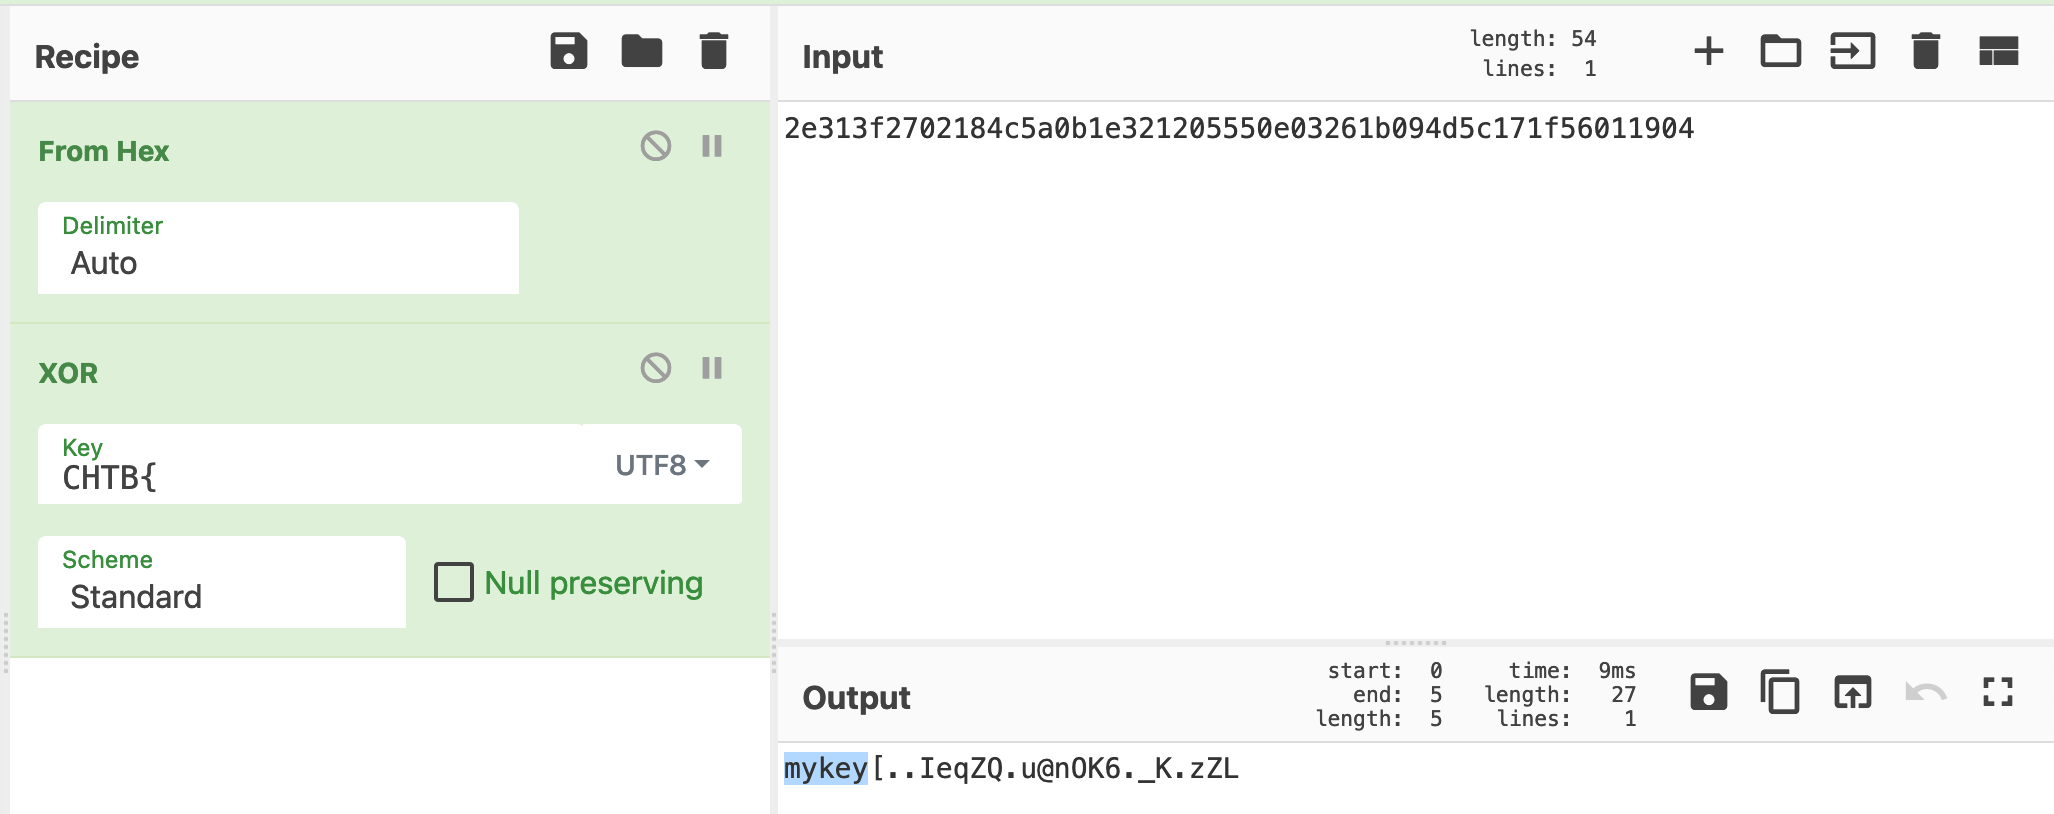 Recipe
From Hex
Delimiter
Auto
XOR
Key
CHTB{
UTF8
Scheme
Standard
Null preserving
Input
length: 54
lines: 1
2e313f2702184c5a0b1e321205550e03261b094d5c171f56011904
Output
start: 0 time: 9ms
end: 5 length: 27
length: 5 lines: 1
mykey[..IeqZQ.u@nOK6._K.zZL